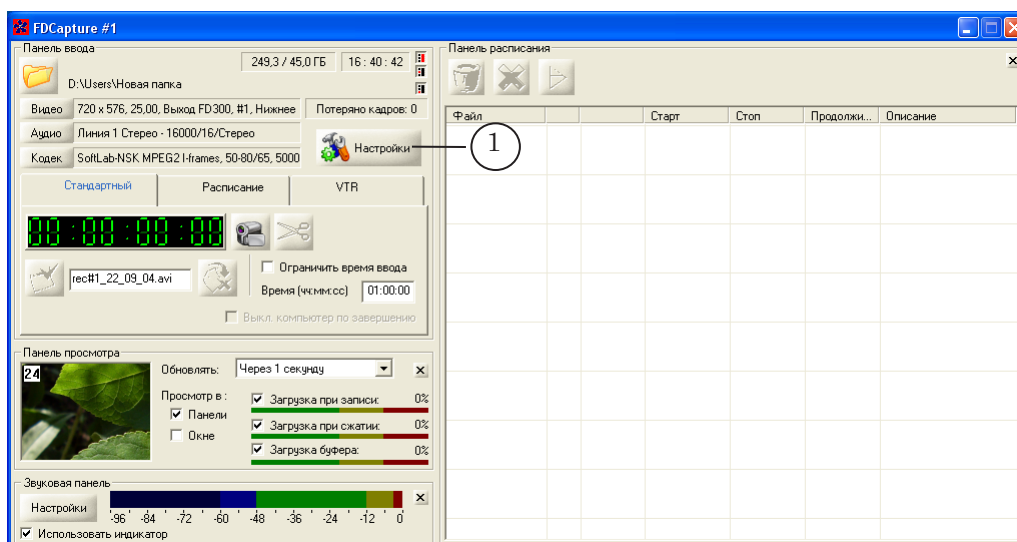 FDCapture #1
Панель ввода
249,3 / 45,0 ГБ
16 : 40 : 42
D:\Users\Новая папка
Видео
720 x 576, 25,00, Выход FD300, #1, Нижнее
Потеряно кадров: 0
Аудио
Линия 1 Стерео - 16000/16/Стерео
Кодек
SoftLab-NSK MPEG2 I-frames, 50-80/65, 5000
Настройки
1
Стандартный
Расписание
VTR
00:00:00:00
rec#1_22_09_04.avi
Ограничить время ввода
Время (чч:мм:сс)
01:00:00
Выкл. компьютер по завершению
Панель просмотра
24
Обновлять:
Через 1 секунду
Просмотр в :
Панели
Окне
Загрузка при записи:
0%
Загрузка при сжатии:
0%
Загрузка буфера:
0%
Звуковая панель
Настройки
-96 -84 -72 -60 -48 -36 -24 -12 0
Использовать индикатор
Панель расписания
Файл
Старт
Стоп
Продолжи...
Описание